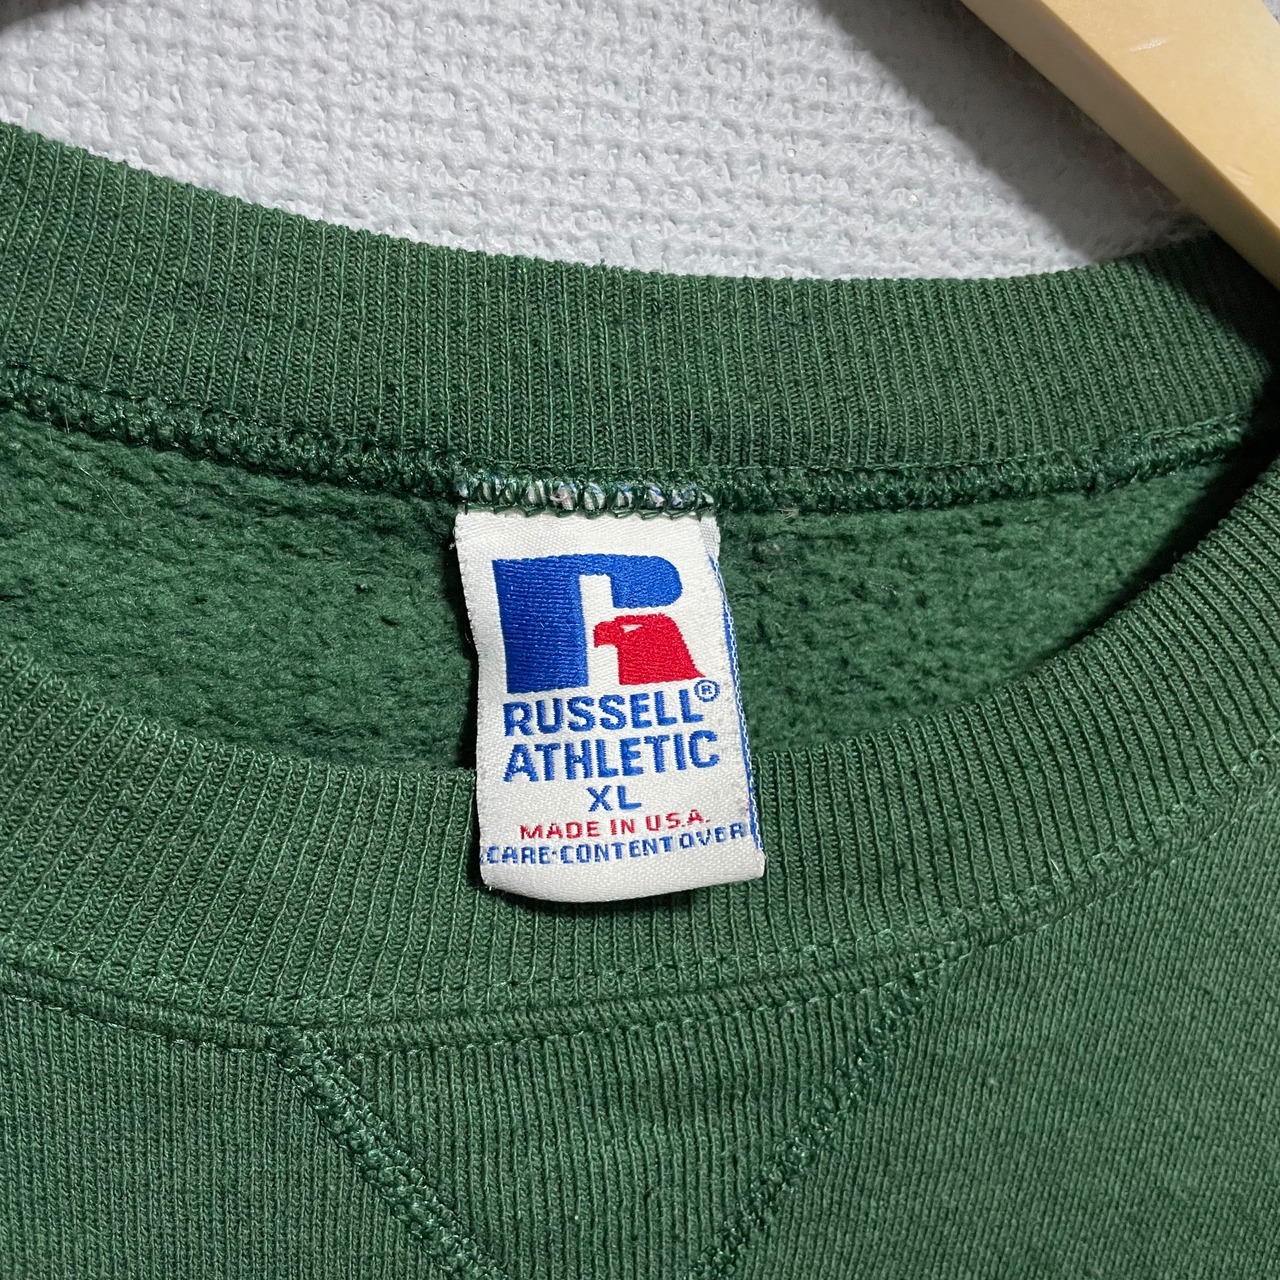 RUSSELL®
ATHLETIC
XL
MADE IN U.S.A.
CARE·CONTENT OVER